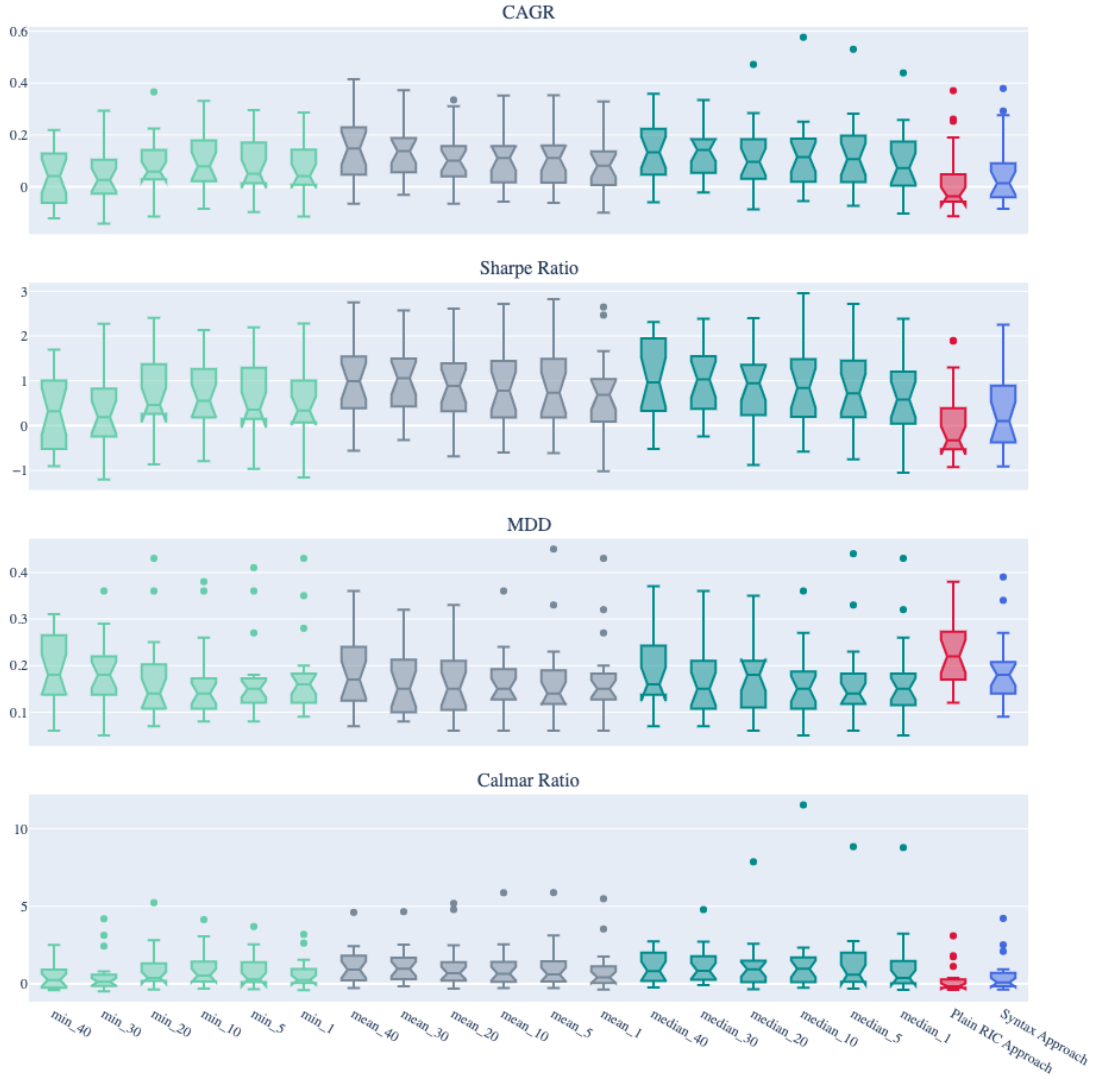 CAGR
0.6
0.4
0.2
0
Sharpe Ratio
3
2
1
0
−1
MDD
0.4
0.3
0.2
0.1
Calmar Ratio
10
5
0
min_40
min_30
min_20
min_10
min_5
min_1
mean_40
mean_30
mean_20
mean_10
mean_5
mean_1
median_40
median_30
median_20
median_10
median_5
median_1
Plain RIC Approach
Syntax Approach